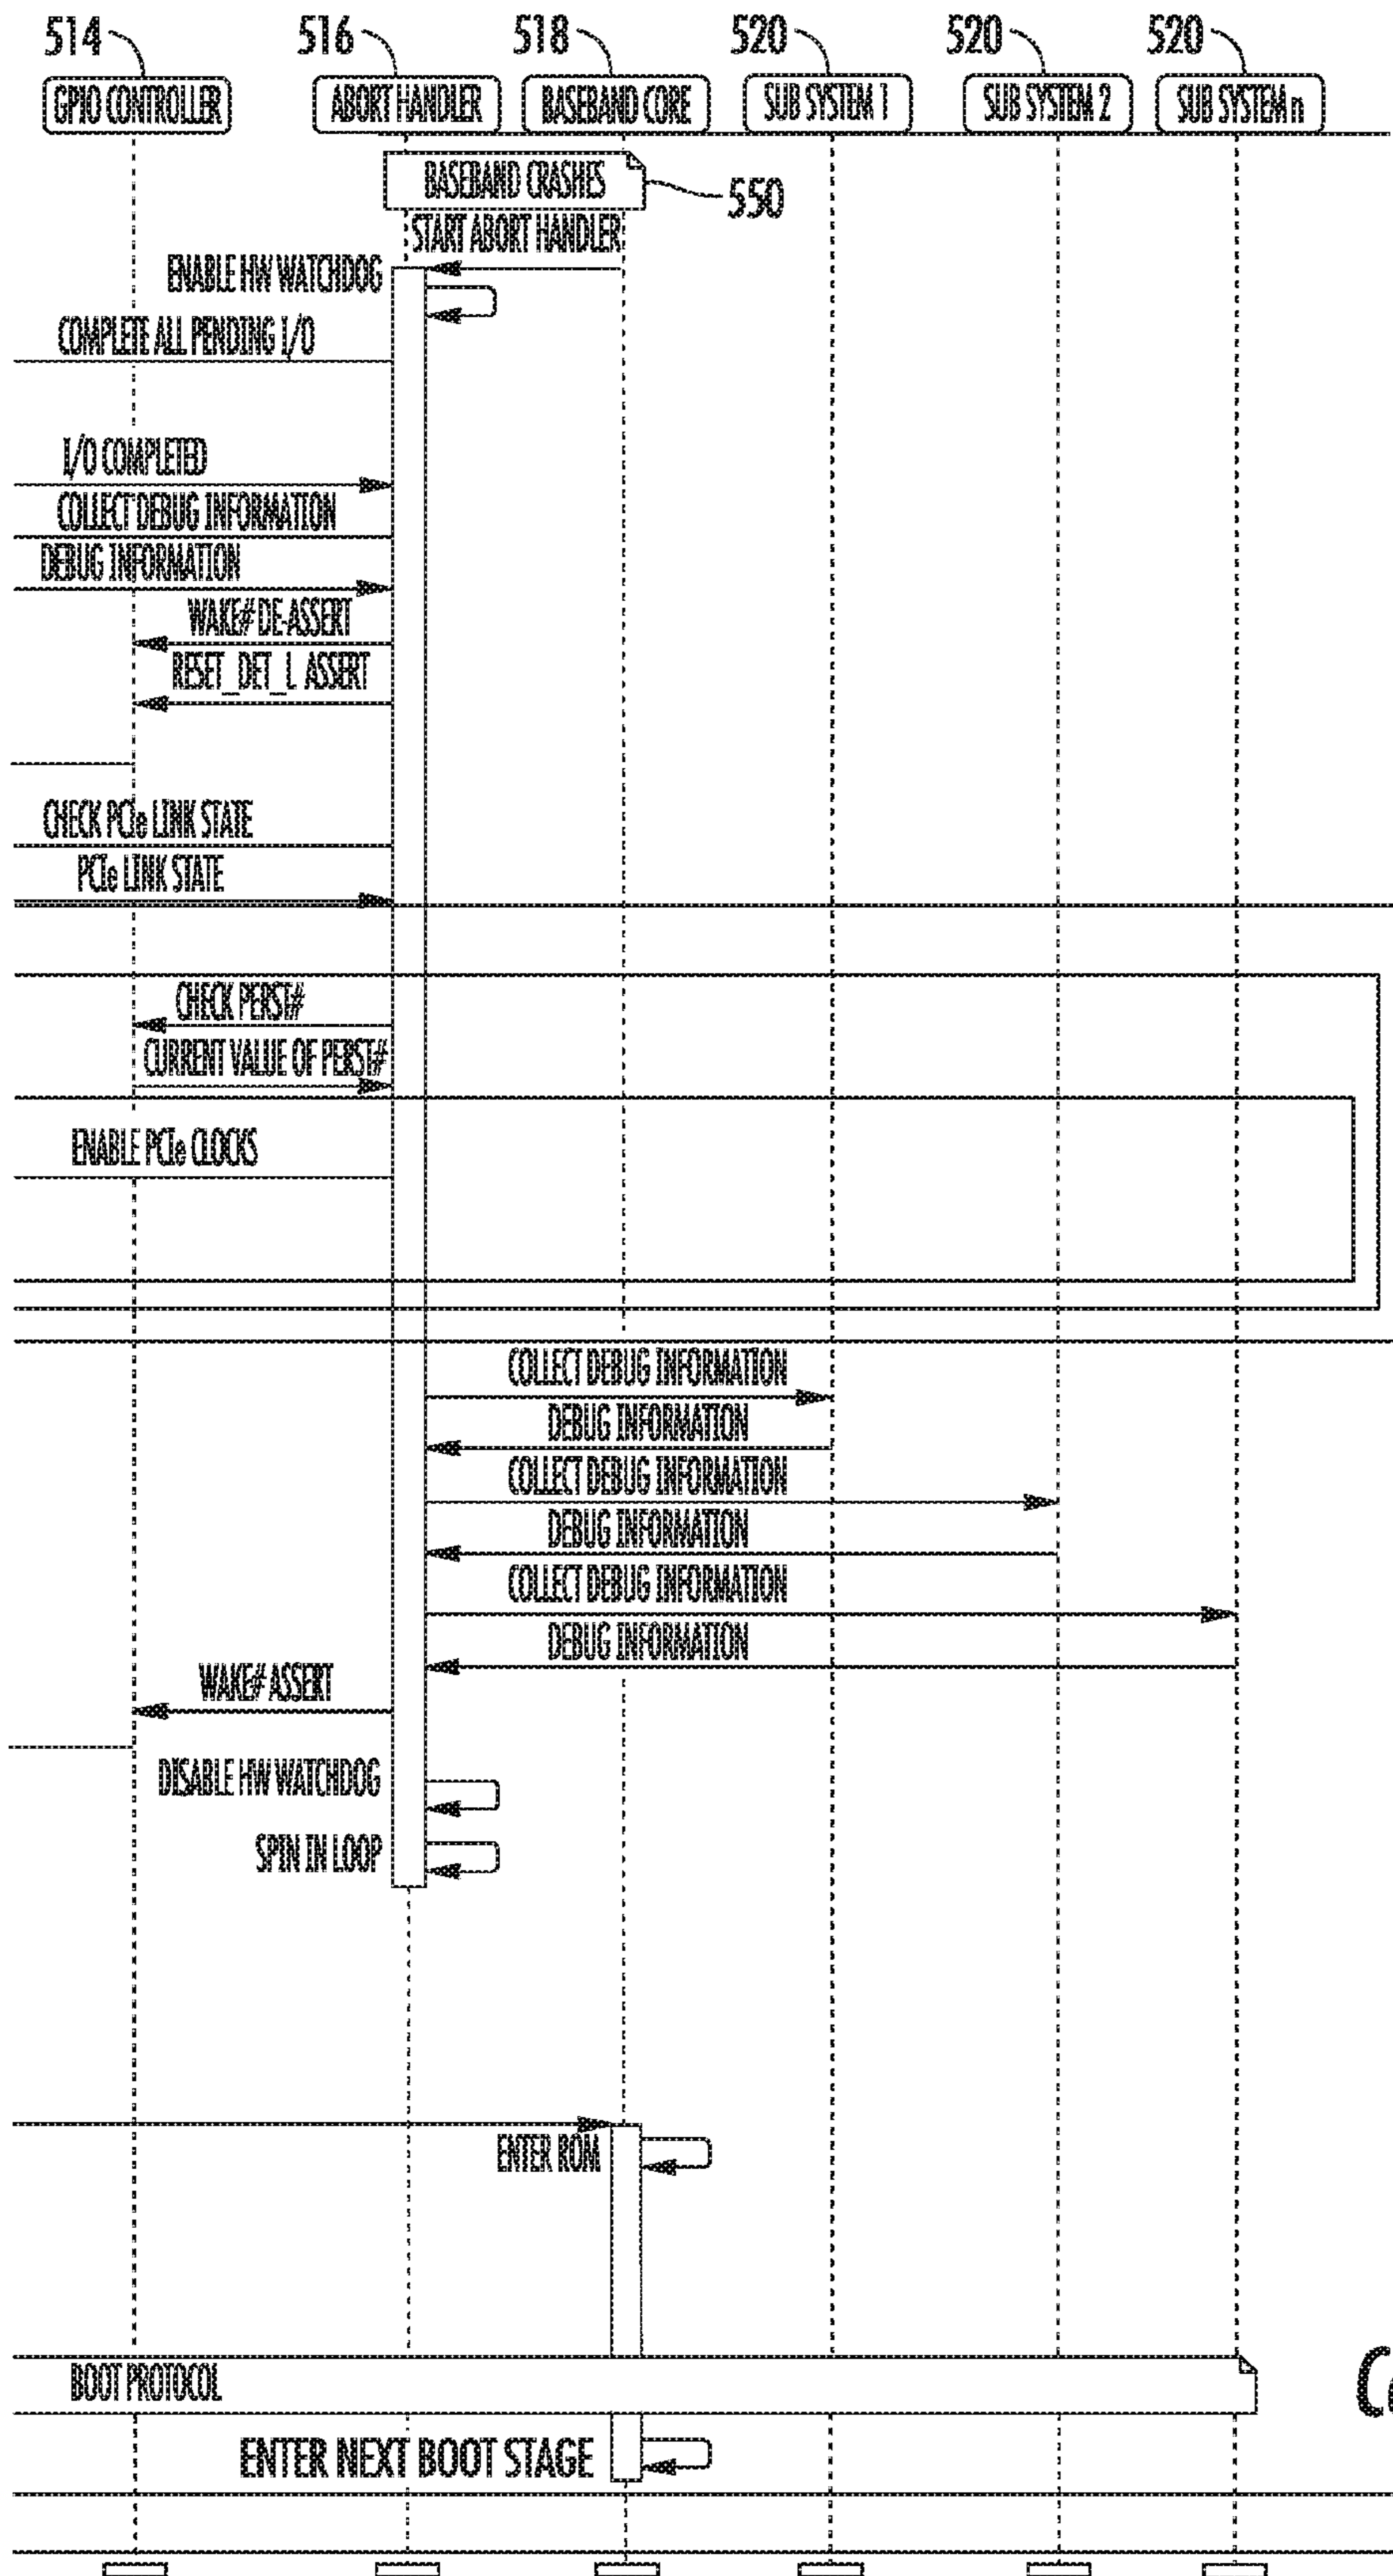 514 516 518 520 520 520
GPIO CONTROLLER ABORT HANDLER BASEBAND CORE SUB SYSTEM 1 SUB SYSTEM 2 SUB SYSTEM n
BASEBAND CRASHES
550
START ABORT HANDLER
ENABLE HW WATCHDOG
COMPLETE ALL PENDING I/O
I/O COMPLETED
COLLECT DEBUG INFORMATION
DEBUG INFORMATION
WAKE# DE-ASSERT
RESET_DET_L ASSERT
CHECK PCIe LINK STATE
PCIe LINK STATE
CHECK PERST#
CURRENT VALUE OF PERST#
ENABLE PCIe CLOCKS
COLLECT DEBUG INFORMATION
DEBUG INFORMATION
COLLECT DEBUG INFORMATION
DEBUG INFORMATION
COLLECT DEBUG INFORMATION
DEBUG INFORMATION
WAKE# ASSERT
DISABLE HW WATCHDOG
SPIN IN LOOP
ENTER ROM
BOOT PROTOCOL
ENTER NEXT BOOT STAGE